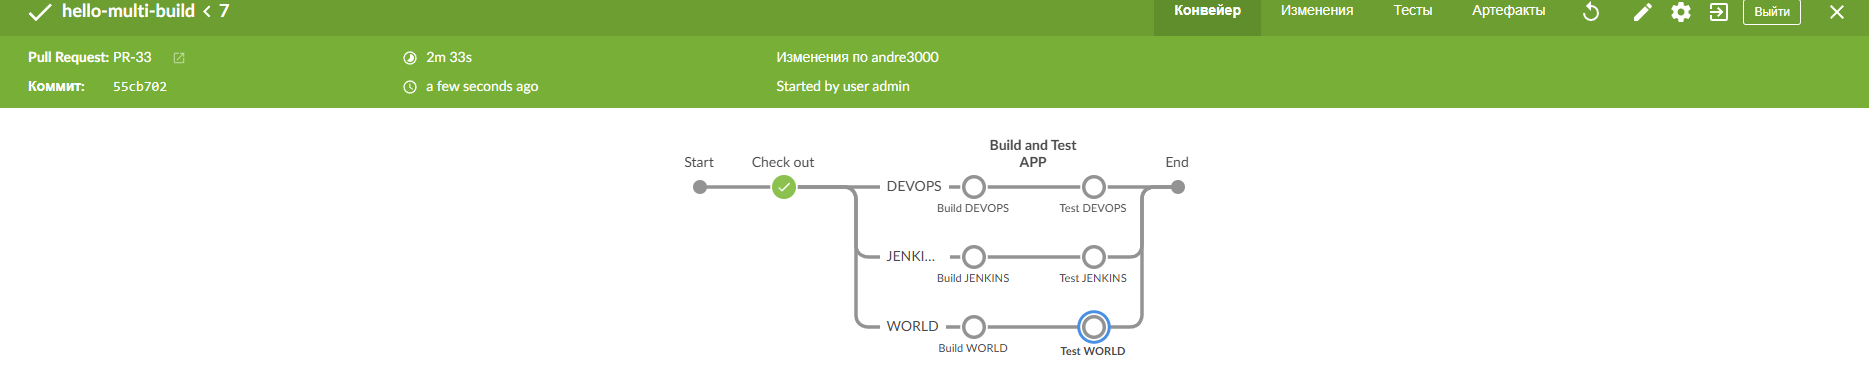 hello-multi-build < 7
Конвейер Изменения Тесты Артефакты Выйти
Pull Request: PR-33 2m 33s Изменения по andre3000
Коммит: 55cb702 a few seconds ago Started by user admin
Build and Test
APP
Start Check out End
DEVOPS
Build DEVOPS Test DEVOPS
JENKI...
Build JENKINS Test JENKINS
WORLD
Build WORLD Test WORLD